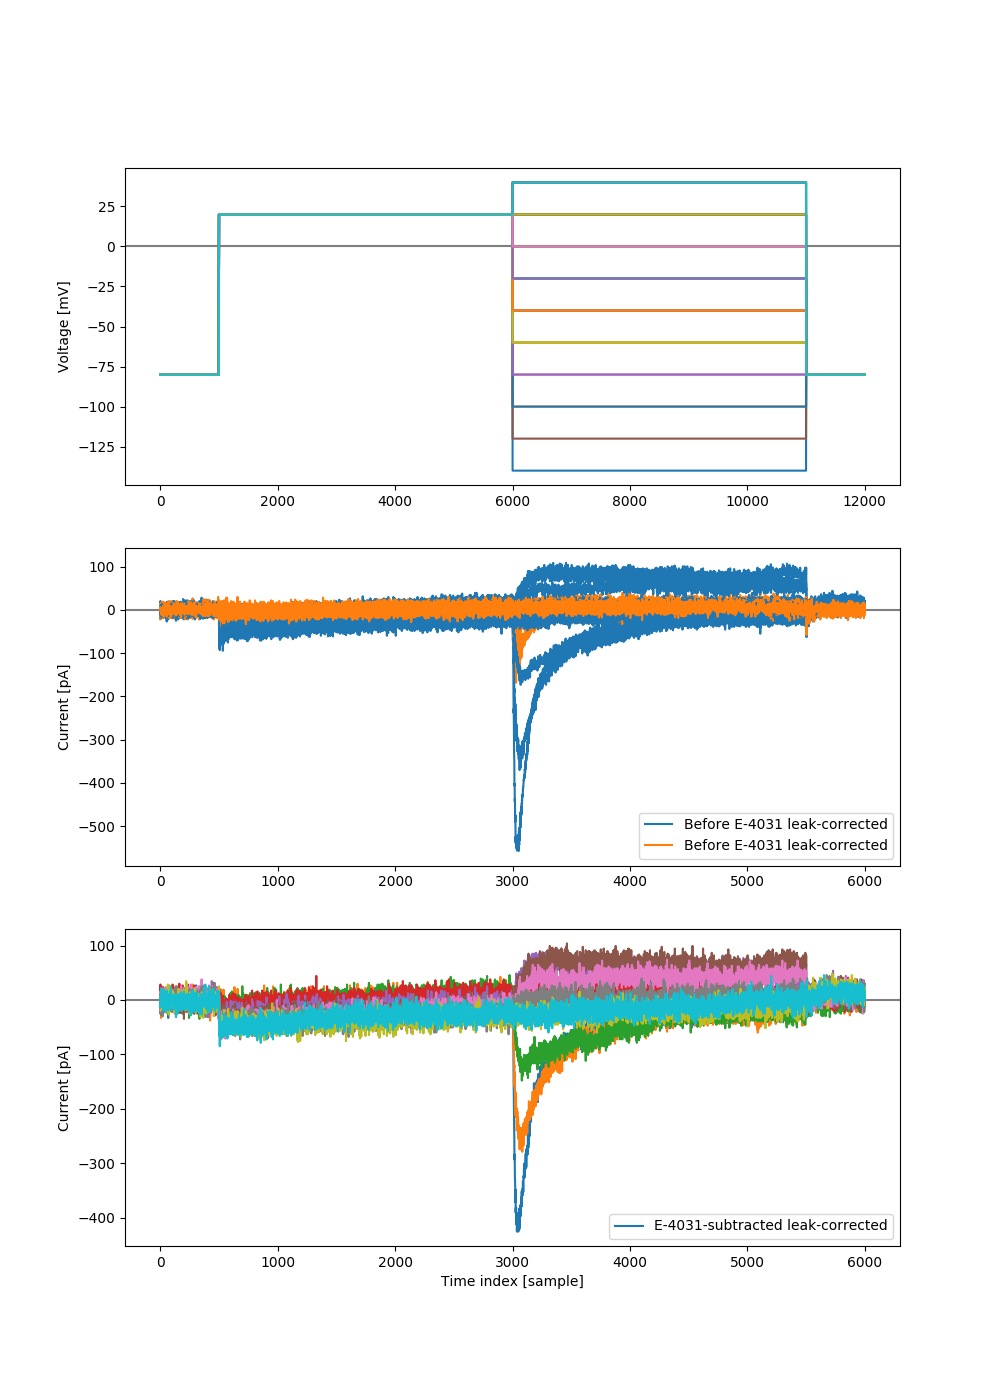 25
0
−25
−50
−75
−100
−125
Voltage [mV]
0 2000 4000 6000 8000 10000 12000
100
0
−100
−200
−300
−400
−500
Current [pA]
Before E-4031 leak-corrected
Before E-4031 leak-corrected
0 1000 2000 3000 4000 5000 6000
100
0
−100
−200
−300
−400
Current [pA]
E-4031-subtracted leak-corrected
0 1000 2000 3000 4000 5000 6000
Time index [sample]